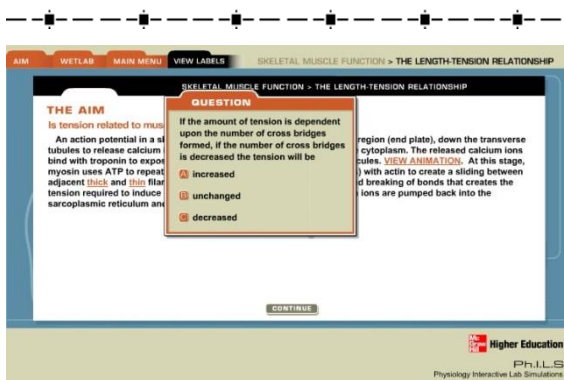 AIM WETLAB MAIN MENU VIEW LABELS SKELETAL MUSCLE FUNCTION > THE LENGTH-TENSION RELATIONSHIP
SKELETAL MUSCLE FUNCTION > THE LENGTH-TENSION RELATIONSHIP
THE AIM
Is tension related to mus
An action potential in a sk
tubules to release calcium
bind with troponin to expos
myosin uses ATP to repeat
adjacent thick and thin filar
tension required to induce
sarcoplasmic reticulum and
QUESTION
If the amount of tension is dependent
upon the number of cross bridges
formed, if the number of cross bridges
is decreased the tension will be
A increased
B unchanged
C decreased
region (end plate), down the transverse
cytoplasm. The released calcium ions
cules. VIEW ANIMATION. At this stage,
) with actin to create a sliding between
d breaking of bonds that creates the
ions are pumped back into the
CONTINUE
Mc
Graw
Hill
Higher Education
Ph.I.L.S
Physiology Interactive Lab Simulations